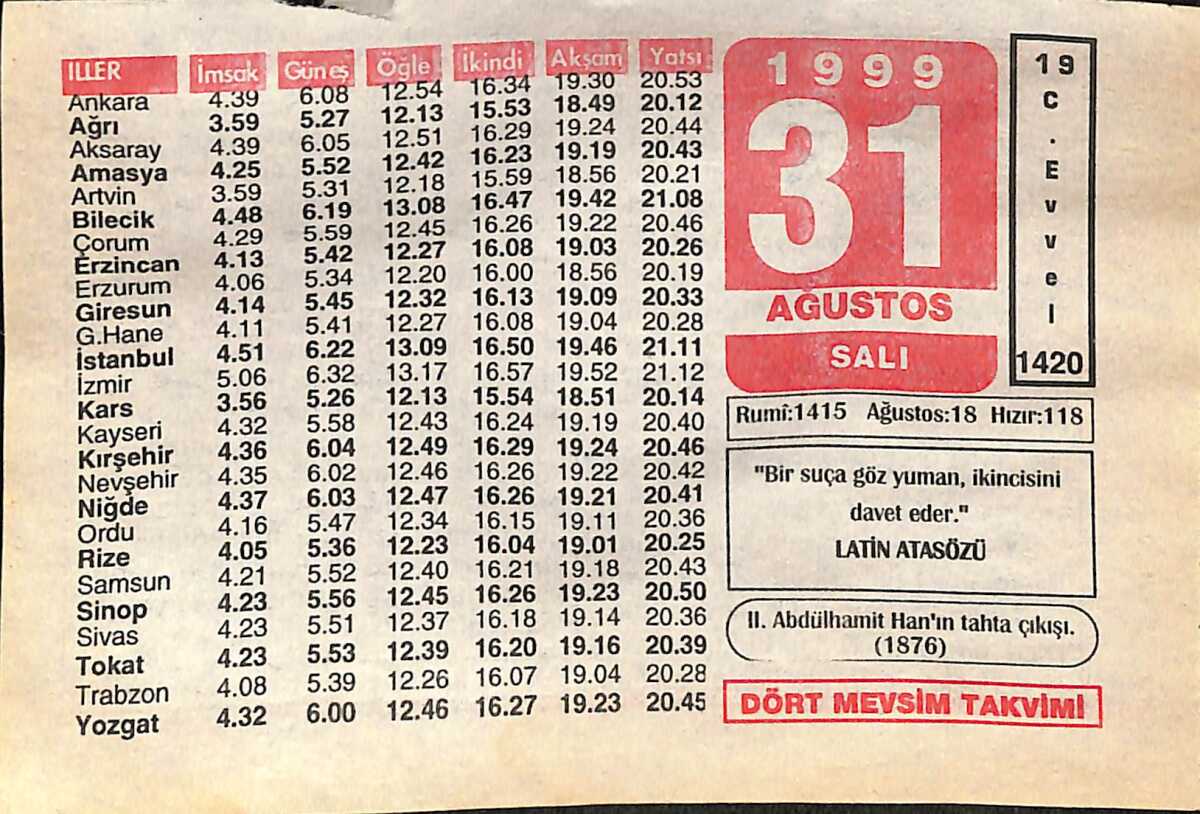 İLLER İmsak Güneş Öğle İkindi Akşam Yatsı
Ankara 4.39 6.08 12.54 16.34 19.30 20.53
Ağrı 3.59 5.27 12.13 15.53 18.49 20.12
Aksaray 4.39 6.05 12.51 16.29 19.24 20.44
Amasya 4.25 5.52 12.42 16.23 19.19 20.43
Artvin 3.59 5.31 12.18 15.59 18.56 20.21
Bilecik 4.48 6.19 13.08 16.47 19.42 21.08
Çorum 4.29 5.59 12.45 16.26 19.22 20.46
Erzincan 4.13 5.42 12.27 16.08 19.03 20.26
Erzurum 4.06 5.34 12.20 16.00 18.56 20.19
Giresun 4.14 5.45 12.32 16.13 19.09 20.33
G.Hane 4.11 5.41 12.27 16.08 19.04 20.28
İstanbul 4.51 6.22 13.09 16.50 19.46 21.11
İzmir 5.06 6.32 13.17 16.57 19.52 21.12
Kars 3.56 5.26 12.13 15.54 18.51 20.14
Kayseri 4.32 5.58 12.43 16.24 19.19 20.40
Kırşehir 4.36 6.04 12.49 16.29 19.24 20.46
Nevşehir 4.35 6.02 12.46 16.26 19.22 20.42
Niğde 4.37 6.03 12.47 16.26 19.21 20.41
Ordu 4.16 5.47 12.34 16.15 19.11 20.36
Rize 4.05 5.36 12.23 16.04 19.01 20.25
Samsun 4.21 5.52 12.40 16.21 19.18 20.43
Sinop 4.23 5.56 12.45 16.26 19.23 20.50
Sivas 4.23 5.51 12.37 16.18 19.14 20.36
Tokat 4.23 5.53 12.39 16.20 19.16 20.39
Trabzon 4.08 5.39 12.26 16.07 19.04 20.28
Yozgat 4.32 6.00 12.46 16.27 19.23 20.45
1999
31
AĞUSTOS
SALI
19
C
.
E
v
v
e
l
1420
Rumî:1415 Ağustos:18 Hızır:118
"Bir suça göz yuman, ikincisini
davet eder."
LATİN ATASÖZÜ
II. Abdülhamit Han'ın tahta çıkışı.
(1876)
DÖRT MEVSİM TAKVİMİ